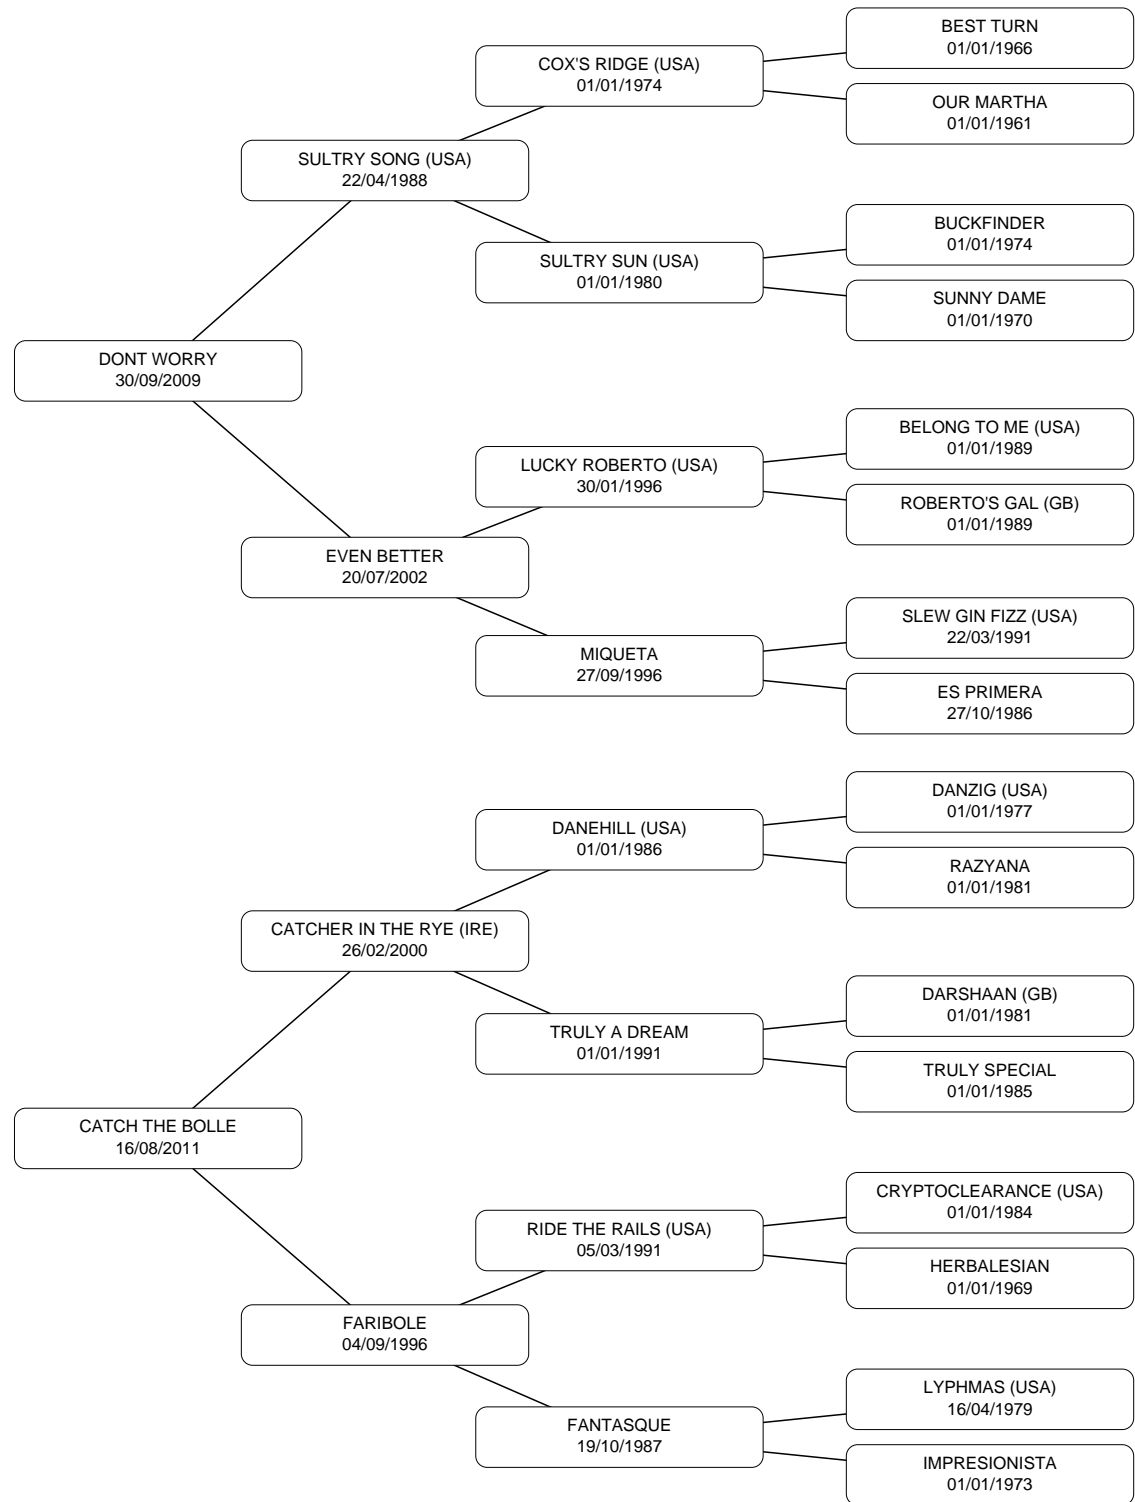 BEST TURN
01/01/1966
COX'S RIDGE (USA)
01/01/1974
OUR MARTHA
01/01/1961
SULTRY SONG (USA)
22/04/1988
BUCKFINDER
01/01/1974
SULTRY SUN (USA)
01/01/1980
SUNNY DAME
01/01/1970
DONT WORRY
30/09/2009
BELONG TO ME (USA)
01/01/1989
LUCKY ROBERTO (USA)
30/01/1996
ROBERTO'S GAL (GB)
01/01/1989
EVEN BETTER
20/07/2002
SLEW GIN FIZZ (USA)
22/03/1991
MIQUETA
27/09/1996
ES PRIMERA
27/10/1986
DANZIG (USA)
01/01/1977
DANEHILL (USA)
01/01/1986
RAZYANA
01/01/1981
CATCHER IN THE RYE (IRE)
26/02/2000
DARSHAAN (GB)
01/01/1981
TRULY A DREAM
01/01/1991
TRULY SPECIAL
01/01/1985
CATCH THE BOLLE
16/08/2011
CRYPTOCLEARANCE (USA)
01/01/1984
RIDE THE RAILS (USA)
05/03/1991
HERBALESIAN
01/01/1969
FARIBOLE
04/09/1996
LYPHMAS (USA)
16/04/1979
FANTASQUE
19/10/1987
IMPRESIONISTA
01/01/1973